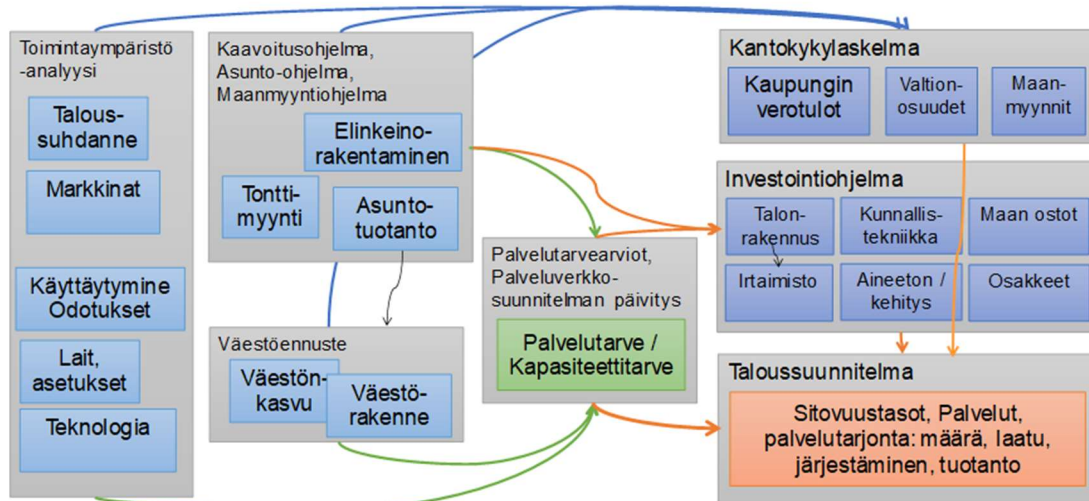 Toimintaympäristö
-analyysi
Talous-
suhdanne
Markkinat
Käyttäytymine
Odotukset
Lait,
asetukset
Teknologia
Kaavoitusohjelma,
Asunto-ohjelma,
Maanmyyntiohjelma
Elinkeino-
rakentaminen
Tontti-
myynti
Asunto-
tuotanto
Väestöennuste
Väestön-
kasvu
Väestö-
rakenne
Palvelutarvearviot,
Palveluverkko-
suunnitelman päivitys
Palvelutarve /
Kapasiteettitarve
Kantokykylaskelma
Kaupungin
verotulot
Valtion-
osuudet
Maan-
myynnit
Investointiohjelma
Talon-
rakennus
Kunnallis-
tekniikka
Maan ostot
Irtaimisto
Aineeton /
kehitys
Osakkeet
Taloussuunnitelma
Sitovuustasot, Palvelut,
palvelutarjonta: määrä, laatu,
järjestäminen, tuotanto